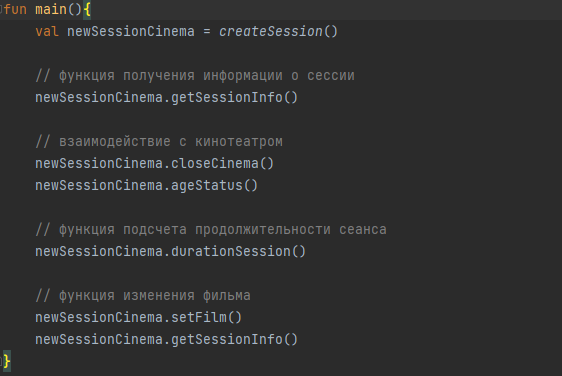 fun main(){
val newSessionCinema = createSession()
// функция получения информации о сессии
newSessionCinema.getSessionInfo()
// взаимодействие с кинотеатром
newSessionCinema.closeCinema()
newSessionCinema.ageStatus()
// функция подсчета продолжительности сеанса
newSessionCinema.durationSession()
// функция изменения фильма
newSessionCinema.setFilm()
newSessionCinema.getSessionInfo()
}